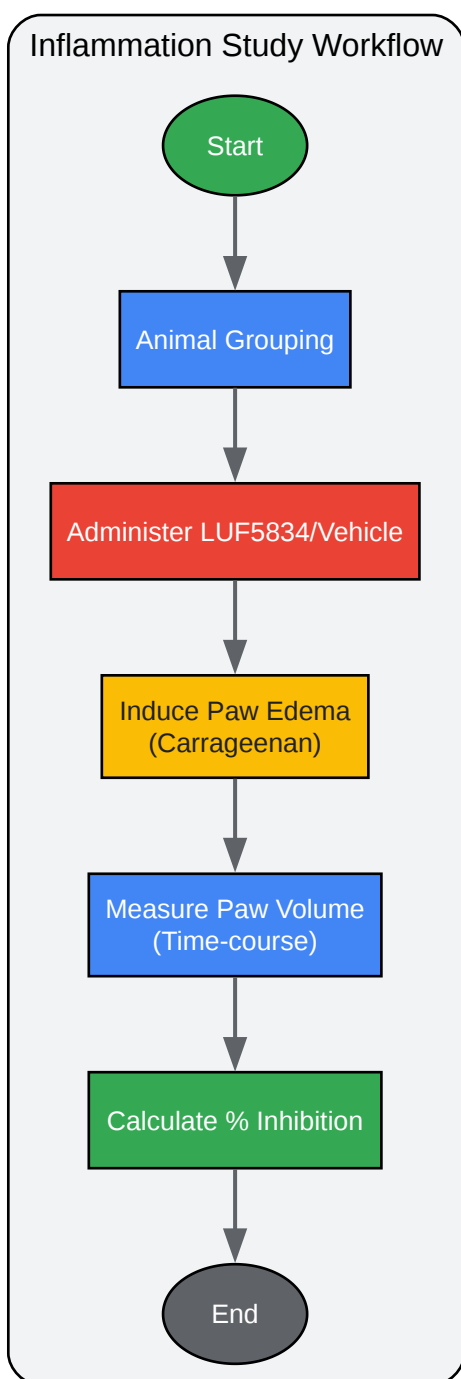 Inflammation Study Workflow
Start
Animal Grouping
Administer LUF5834/Vehicle
Induce Paw Edema
(Carrageenan)
Measure Paw Volume
(Time-course)
Calculate % Inhibition
End